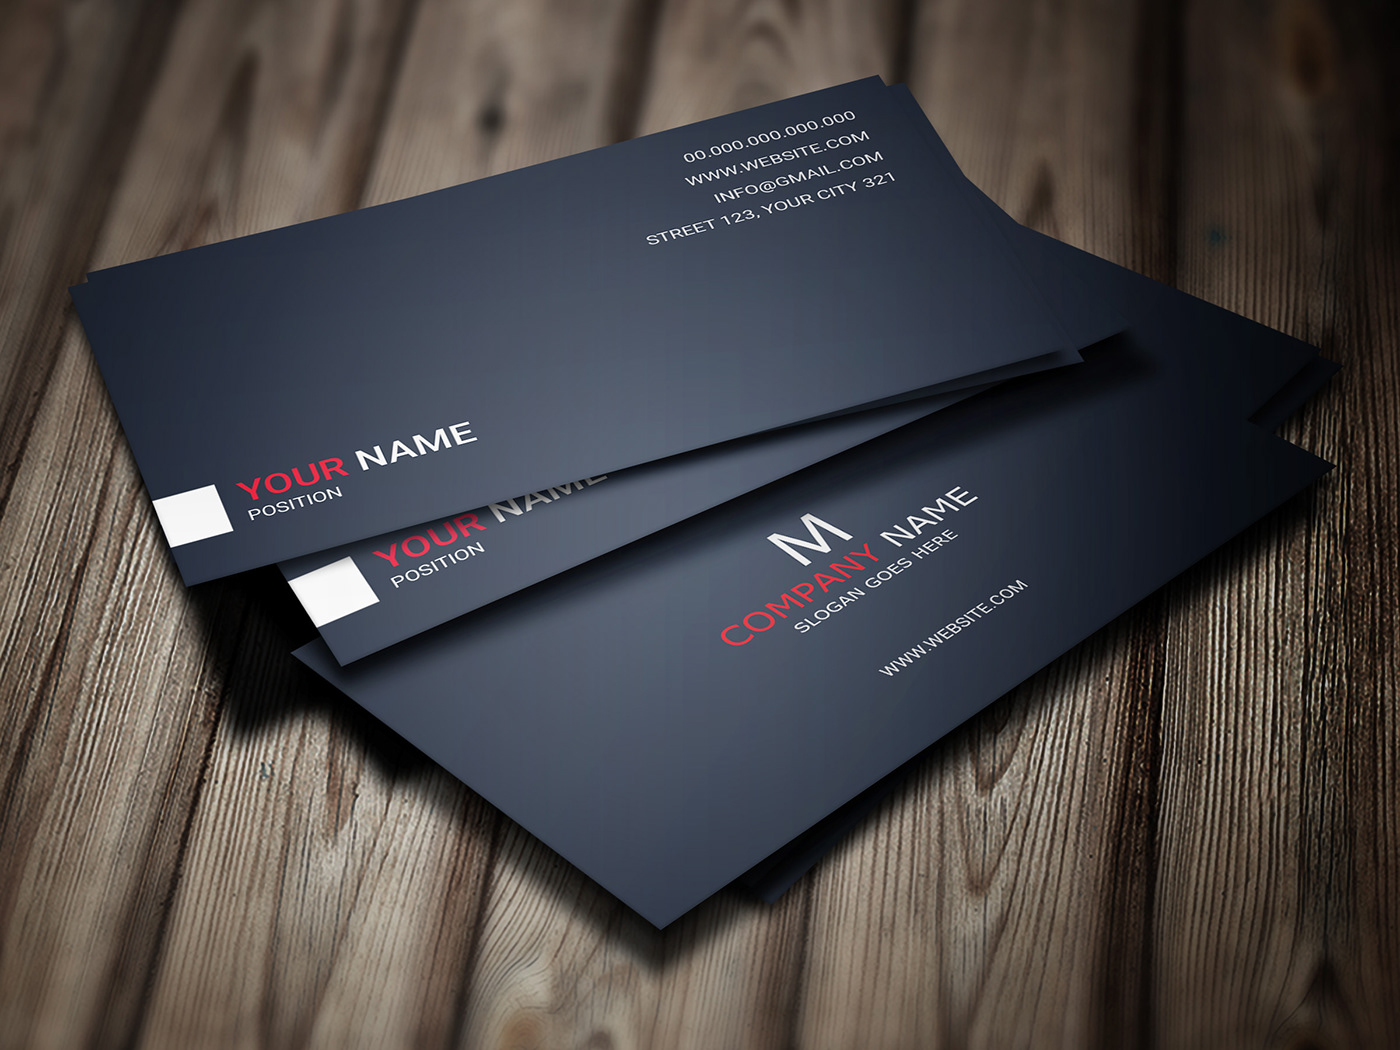 00.000.000.000.000
WWW.WEBSITE.COM
INFO@GMAIL.COM
STREET 123, YOUR CITY 321
YOUR NAME
POSITION
YOUR NAME
POSITION
M
COMPANY NAME
SLOGAN GOES HERE
WWW.WEBSITE.COM